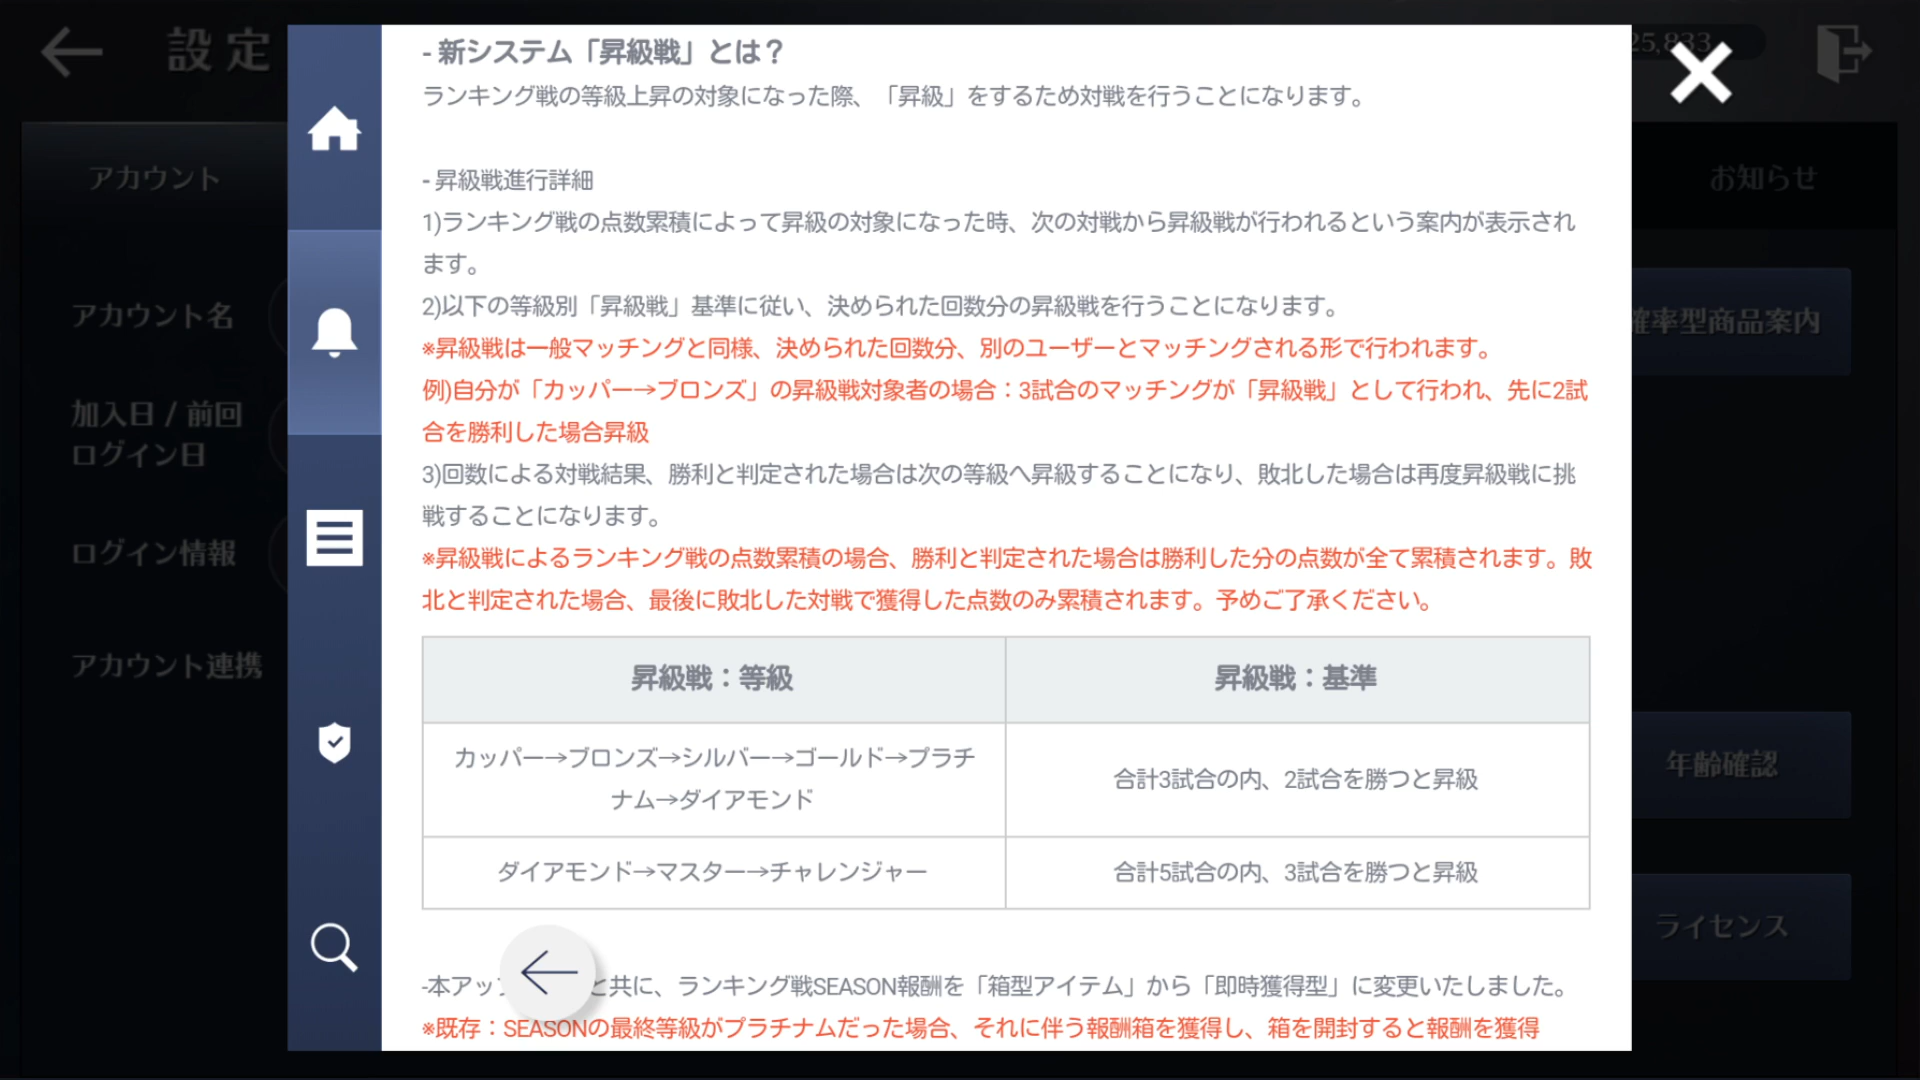 設定
25,833
アカウント
お知らせ
アカウント名
加入日 / 前回
ログイン日
ログイン情報
アカウント連携
確率型商品案内
年齢確認
ライセンス
- 新システム「昇級戦」とは？
ランキング戦の等級上昇の対象になった際、「昇級」をするため対戦を行うことになります。
- 昇級戦進行詳細
1)ランキング戦の点数累積によって昇級の対象になった時、次の対戦から昇級戦が行われるという案内が表示され
ます。
2)以下の等級別「昇級戦」基準に従い、決められた回数分の昇級戦を行うことになります。
※昇級戦は一般マッチングと同様、決められた回数分、別のユーザーとマッチングされる形で行われます。
例)自分が「カッパー→ブロンズ」の昇級戦対象者の場合：3試合のマッチングが「昇級戦」として行われ、先に2試
合を勝利した場合昇級
3)回数による対戦結果、勝利と判定された場合は次の等級へ昇級することになり、敗北した場合は再度昇級戦に挑
戦することになります。
※昇級戦によるランキング戦の点数累積の場合、勝利と判定された場合は勝利した分の点数が全て累積されます。敗
北と判定された場合、最後に敗北した対戦で獲得した点数のみ累積されます。予めご了承ください。
昇級戦：等級
昇級戦：基準
カッパー→ブロンズ→シルバー→ゴールド→プラチ
ナム→ダイアモンド
合計3試合の内、2試合を勝つと昇級
ダイアモンド→マスター→チャレンジャー
合計5試合の内、3試合を勝つと昇級
-本アッ と共に、ランキング戦SEASON報酬を「箱型アイテム」から「即時獲得型」に変更いたしました。
※既存：SEASONの最終等級がプラチナムだった場合、それに伴う報酬箱を獲得し、箱を開封すると報酬を獲得